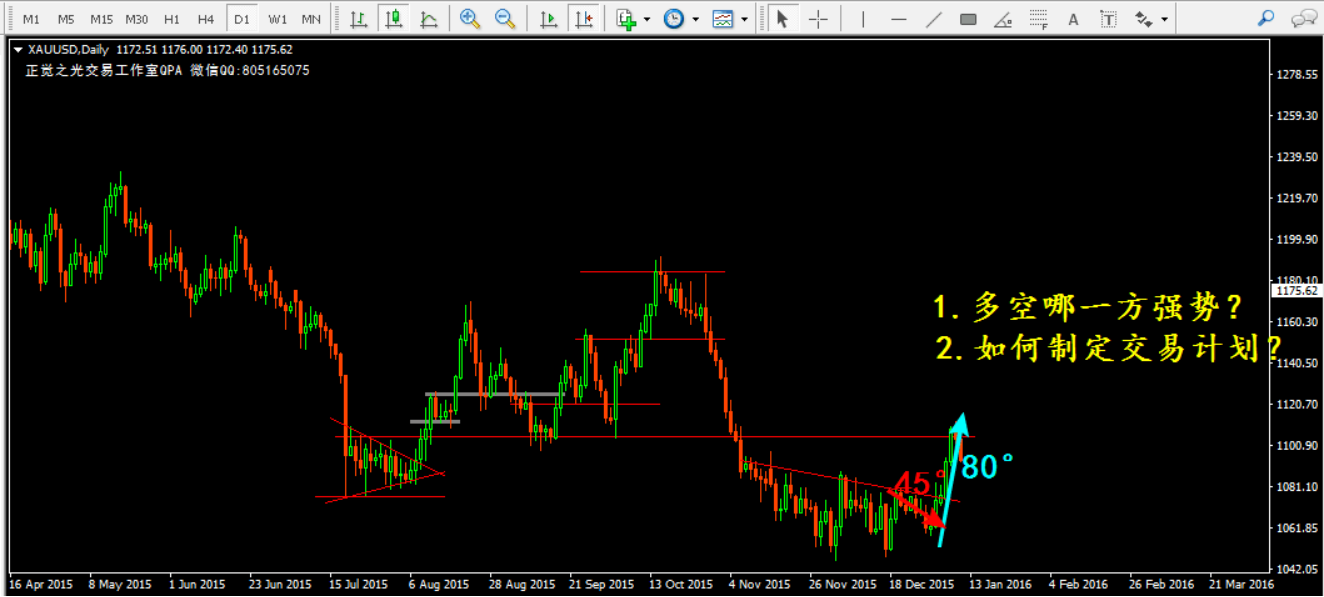 M1 M5 M15 M30 H1 H4 D1 W1 MN
XAUUSD,Daily 1172.51 1176.00 1172.40 1175.62
正觉之光交易工作室QPA 微信QQ:805165075
1.多空哪一方强势？
2.如何制定交易计划？
45°
80°
1278.55
1259.30
1239.50
1219.70
1199.90
1180.10
1175.62
1160.30
1140.50
1120.70
1100.90
1081.10
1061.85
1042.05
16 Apr 2015 8 May 2015 1 Jun 2015 23 Jun 2015 15 Jul 2015 6 Aug 2015 28 Aug 2015 21 Sep 2015 13 Oct 2015 4 Nov 2015 26 Nov 2015 18 Dec 2015 13 Jan 2016 4 Feb 2016 26 Feb 2016 21 Mar 2016